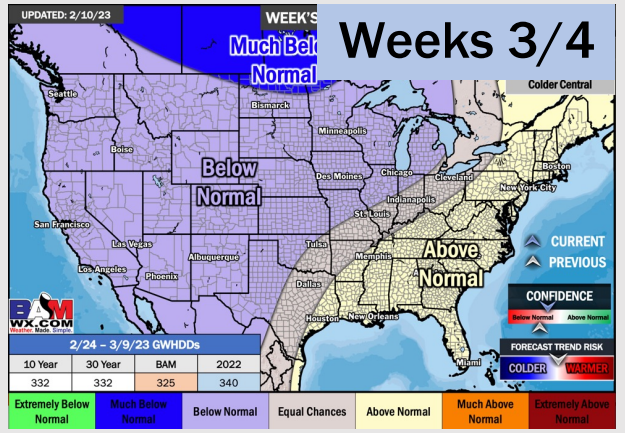 UPDATED: 2/10/23
WEEK'S
Weeks 3/4
Much Bel
Normal
Colder Central
Seattle
Bismarck
Minneapolis
Boise
Below
Normal
Des Moines
Chicago
Cleveland
Boston
New York City
Indianapolis
St. Louis
San Francisco
Las Vegas
Los Angeles
Phoenix
Albuquerque
Tulsa
Memphis
Above
Normal
Dallas
Houston
New Orleans
Miami
CURRENT
PREVIOUS
CONFIDENCE
Below Normal Above Normal
FORECAST TREND RISK
COLDER WARMER
BAM
WX.COM
Weather. Made. Simple.
2/24 – 3/9/23 GWHDDs
10 Year 30 Year BAM 2022
332 332 325 340
Extremely Below Normal
Much Below Normal
Below Normal
Equal Chances
Above Normal
Much Above Normal
Extremely Above Normal